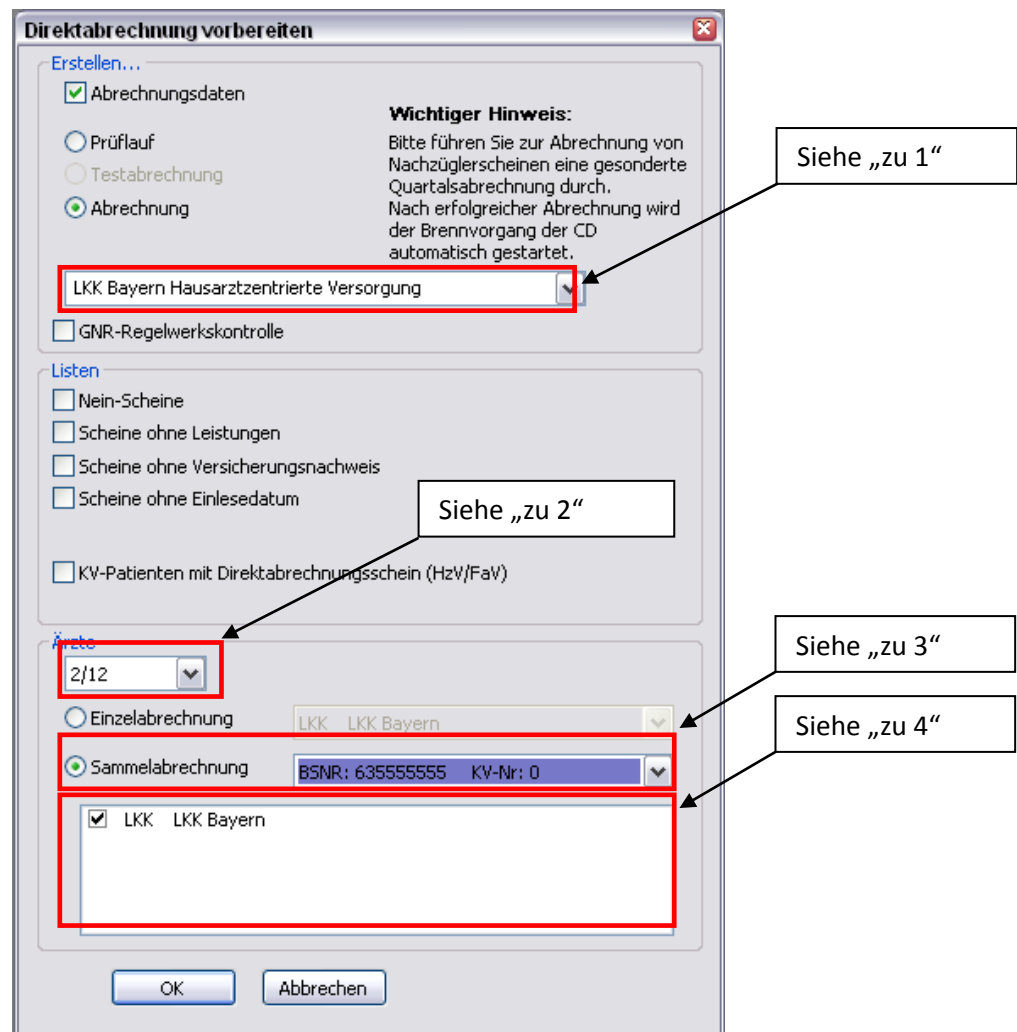 Direktabrechnung vorbereiten
Erstellen...
Abrechnungsdaten
Wichtiger Hinweis:
Prüflauf
Testabrechnung
Abrechnung
Bitte führen Sie zur Abrechnung von
Nachzüglerscheinen eine gesonderte
Quartalsabrechnung durch.
Nach erfolgreicher Abrechnung wird
der Brennvorgang der CD
automatisch gestartet.
Siehe „zu 1“
LKK Bayern Hausarztzentrierte Versorgung
GNR-Regelwerkskontrolle
Listen
Nein-Scheine
Scheine ohne Leistungen
Scheine ohne Versicherungsnachweis
Scheine ohne Einlesedatum
Siehe „zu 2“
KV-Patienten mit Direktabrechnungsschein (HzV/FaV)
Ärzte
2/12
Siehe „zu 3“
Einzelabrechnung
LKK LKK Bayern
Siehe „zu 4“
Sammelabrechnung
BSNR: 635555555 KV-Nr: 0
LKK LKK Bayern
OK
Abbrechen